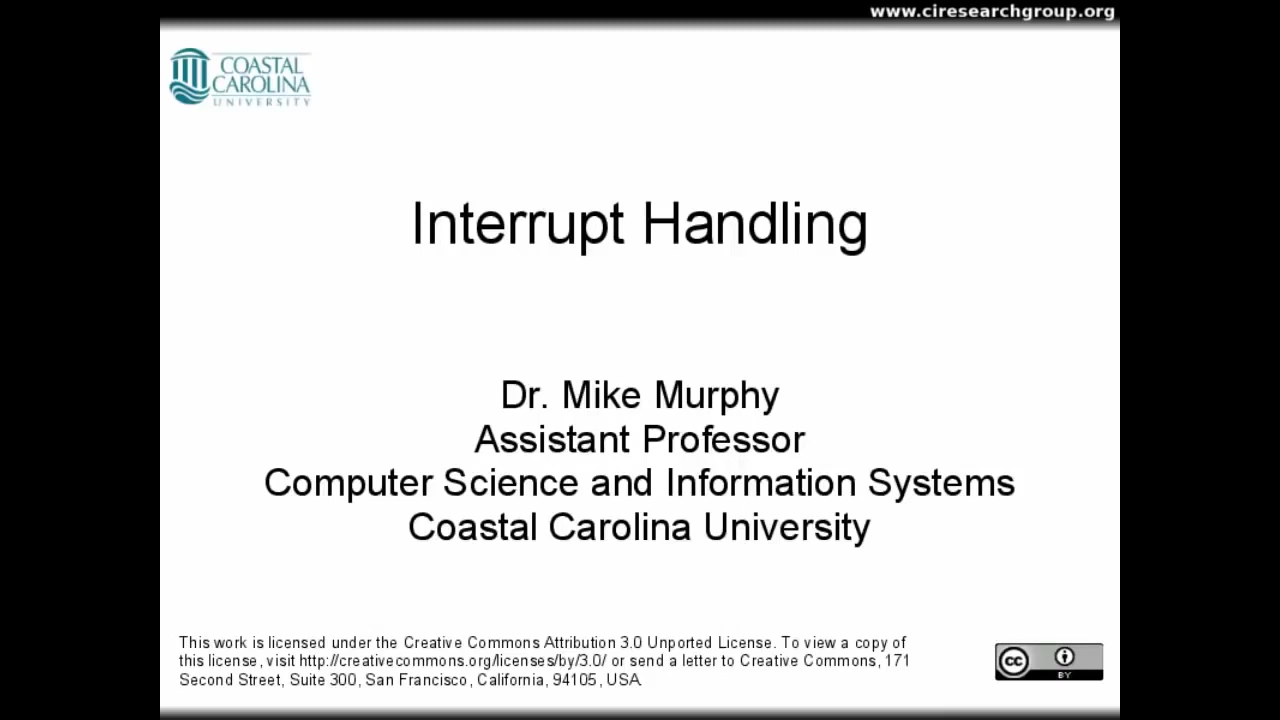 www.ciresearchgroup.org
COASTAL
CAROLINA
UNIVERSITY
Interrupt Handling
Dr. Mike Murphy
Assistant Professor
Computer Science and Information Systems
Coastal Carolina University
This work is licensed under the Creative Commons Attribution 3.0 Unported License. To view a copy of
this license, visit http://creativecommons.org/licenses/by/3.0/ or send a letter to Creative Commons, 171
Second Street, Suite 300, San Francisco, California, 94105, USA.
cc
BY